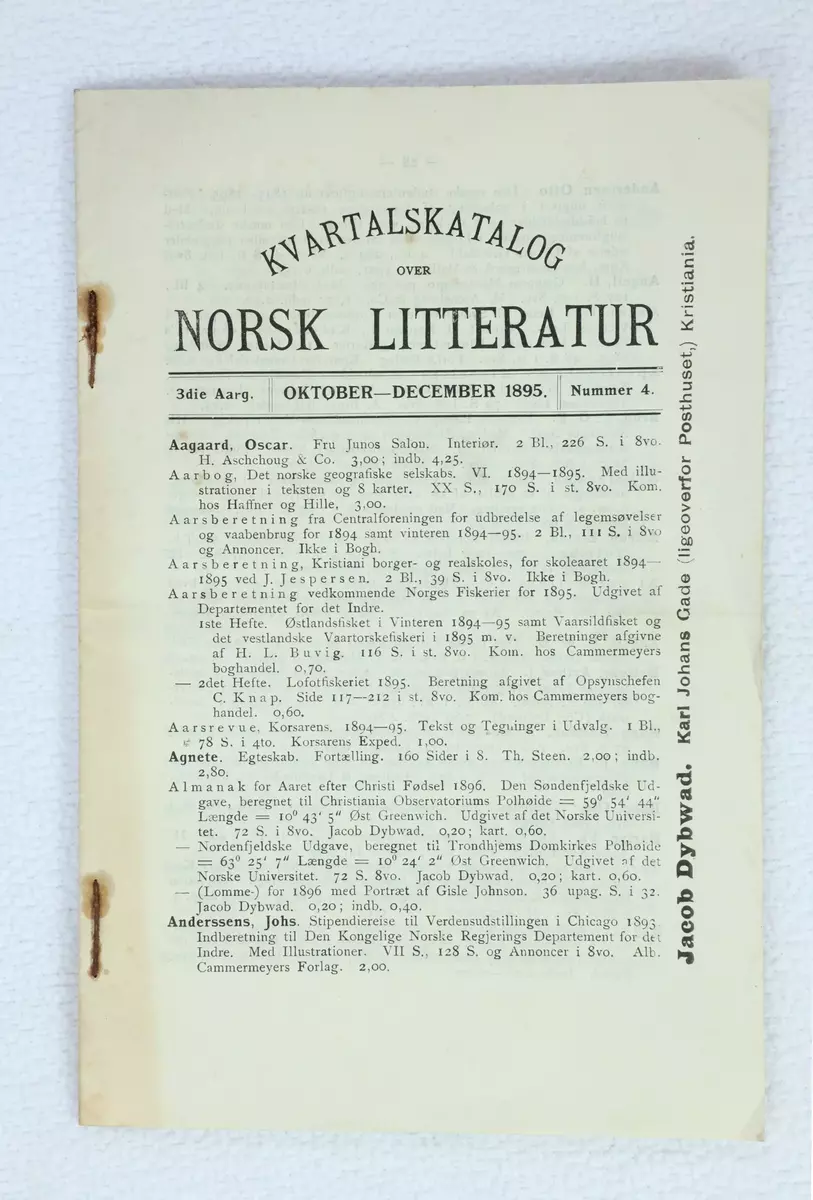 KVARTALSKATALOG
OVER
NORSK LITTERATUR
3die Aarg. OKTOBER—DECEMBER 1895. Nummer 4.
Aagaard, Oscar. Fru Junos Salon. Interiør. 2 Bl., 226 S. i 8vo.
H. Aschehoug & Co. 3,00; indb. 4,25.
Aarbog, Det norske geografiske selskabs. VI. 1894—1895. Med illu-
strationer i teksten og 8 karter. XX S., 170 S. i st. 8vo. Kom.
hos Haffner og Hille, 3,00.
Aarsberetning fra Centralforeningen for udbredelse af legemsøvelser
og vaabenbrug for 1894 samt vinteren 1894—95. 2 Bl., 111 S. i 8vo
og Annoncer. Ikke i Bogh.
Aarsberetning, Kristiani borger- og realskoles, for skoleaaret 1894—
1895 ved J. Jespersen. 2 Bl., 39 S. i 8vo. Ikke i Bogh.
Aarsberetning vedkommende Norges Fiskerier for 1895. Udgivet af
Departementet for det Indre.
1ste Hefte. Østlandsfisket i Vinteren 1894—95 samt Vaarsildfisket og
det vestlandske Vaartorskefiskeri i 1895 m. v. Beretninger afgivne
af H. L. Buvig. 116 S. i st. 8vo. Kom. hos Cammermeyers
boghandel. 0,70.
— 2det Hefte. Lofotfiskeriet 1895. Beretning afgivet af Opsynschefen
C. Knap. Side 117—212 i st. 8vo. Kom. hos Cammermeyers bog-
handel. 0,60.
Aarsrevue, Korsarens. 1894—95. Tekst og Tegninger i Udvalg. 1 Bl.,
78 S. i 4to. Korsarens Exped. 1,00.
Agnete. Egteskab. Fortælling. 160 Sider i 8. Th. Steen. 2,00; indb.
2,80.
Almanak for Aaret efter Christi Fødsel 1896. Den Søndenfjeldske Ud-
gave, beregnet til Christiania Observatoriums Polhøide = 59° 54′ 44″
Længde = 10° 43′ 5″ Øst Greenwich. Udgivet af det Norske Universi-
tet. 72 S. i 8vo. Jacob Dybwad. 0,20; kart. 0,60.
— Nordenfjeldske Udgave, beregnet til Trondhjems Domkirkes Polhøide
= 63° 25′ 7″ Længde = 10° 24′ 2″ Øst Greenwich. Udgivet af det
Norske Universitet. 72 S. 8vo. Jacob Dybwad. 0,20; kart. 0,60.
— (Lomme-) for 1896 med Portræt af Gisle Johnson. 36 upag. S. i 32.
Jacob Dybwad. 0,20; indb. 0,40.
Anderssens, Johs. Stipendiereise til Verdensudstillingen i Chicago 1893
Indberetning til Den Kongelige Norske Regjerings Departement for det
Indre. Med Illustrationer. VII S., 128 S. og Annoncer i 8vo. Alb.
Cammermeyers Forlag. 2,00.
Jacob Dybwad. Karl Johans Gade (ligeoverfor Posthuset,) Kristiania.